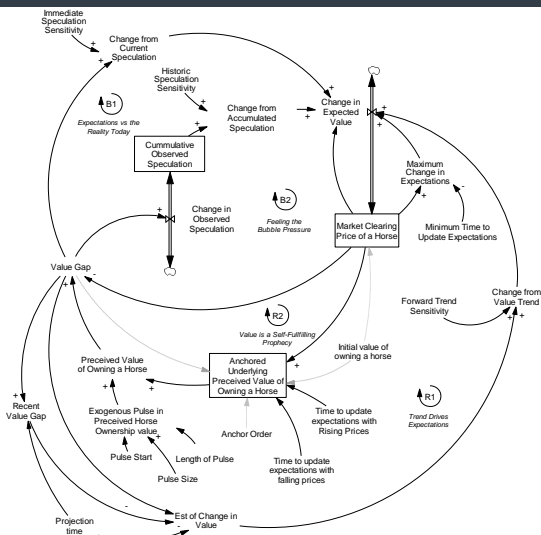 Immediate
Speculation
Sensitivity
Change from
Current
Speculation
Historic
Speculation
Sensitivity
B1
Expectations vs the
Reality Today
Change from
Accumulated
Speculation
Change in
Expected
Value
Cummulative
Observed
Speculation
Maximum
Change in
Expectations
B2
Feeling the
Bubble Pressure
Change in
Observed
Speculation
Market Clearing
Price of a Horse
Minimum Time to
Update Expectations
Value Gap
Forward Trend
Sensitivity
Change from
Value Trend
R2
Value is a Self-Fullfilling
Prophecy
Preceived Value
of Owning a Horse
Anchored
Underlying
Preceived Value of
Owning a Horse
Initial value of
owning a horse
R1
Trend Drives
Expectations
Recent
Value Gap
Exogenous Pulse in
Preceived Horse
Ownership value
Time to update
expectations with
Rising Prices
Anchor Order
Pulse Start
Length of Pulse
Time to update
expectations with
falling prices
Pulse Size
Projection
time
Est of Change in
Value